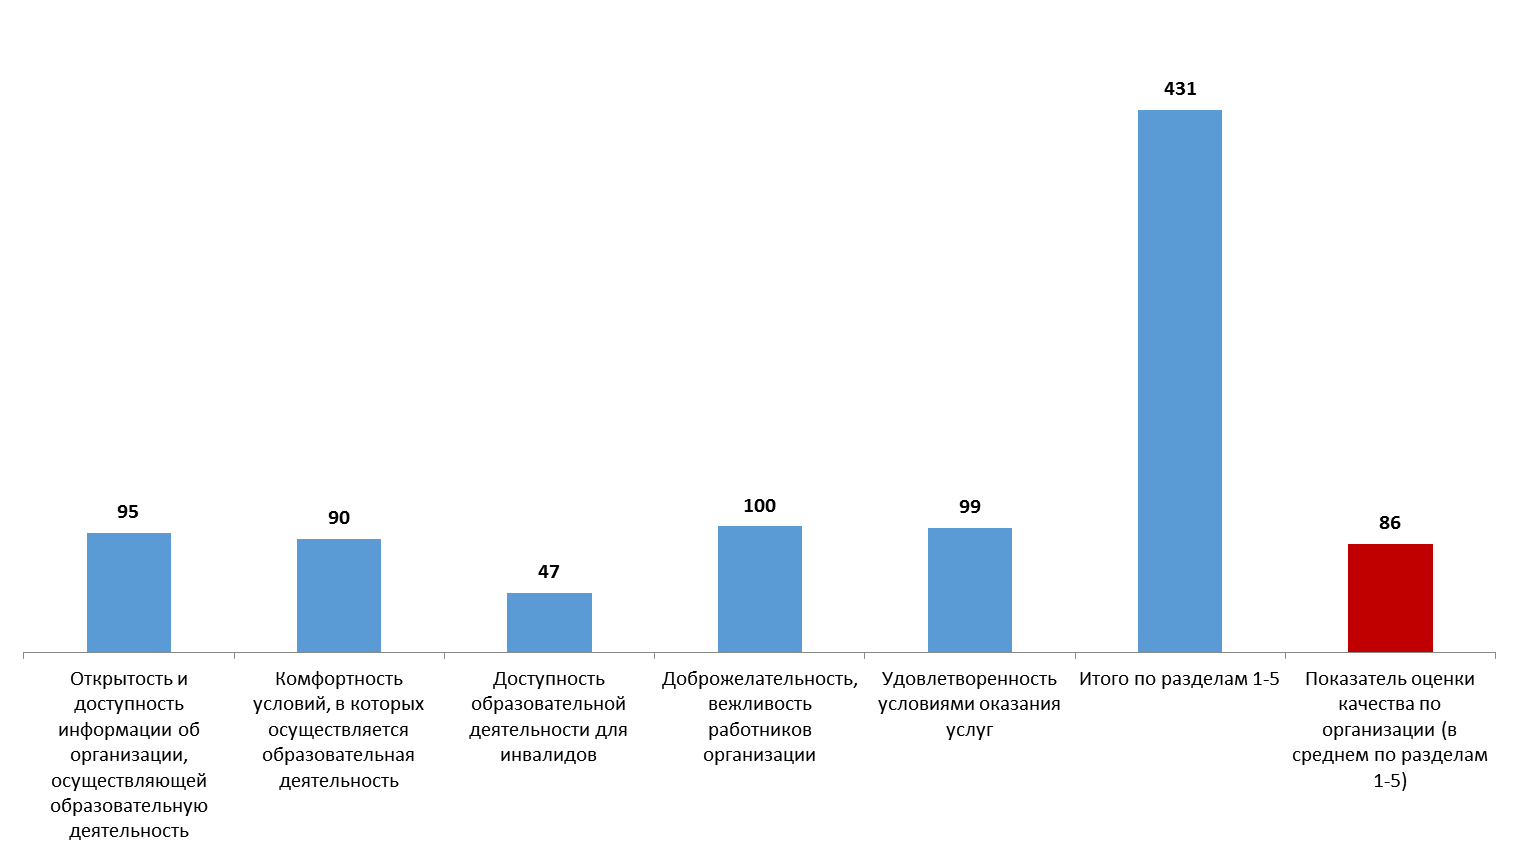 431
95
90
47
100
99
86
Открытость и
доступность
информации об
организации,
осуществляющей
образовательную
деятельность
Комфортность
условий, в которых
осуществляется
образовательная
деятельность
Доступность
образовательной
деятельности для
инвалидов
Доброжелательность,
вежливость
работников
организации
Удовлетворенность
условиями оказания
услуг
Итого по разделам 1-5
Показатель оценки
качества по
организации (в
среднем по разделам
1-5)